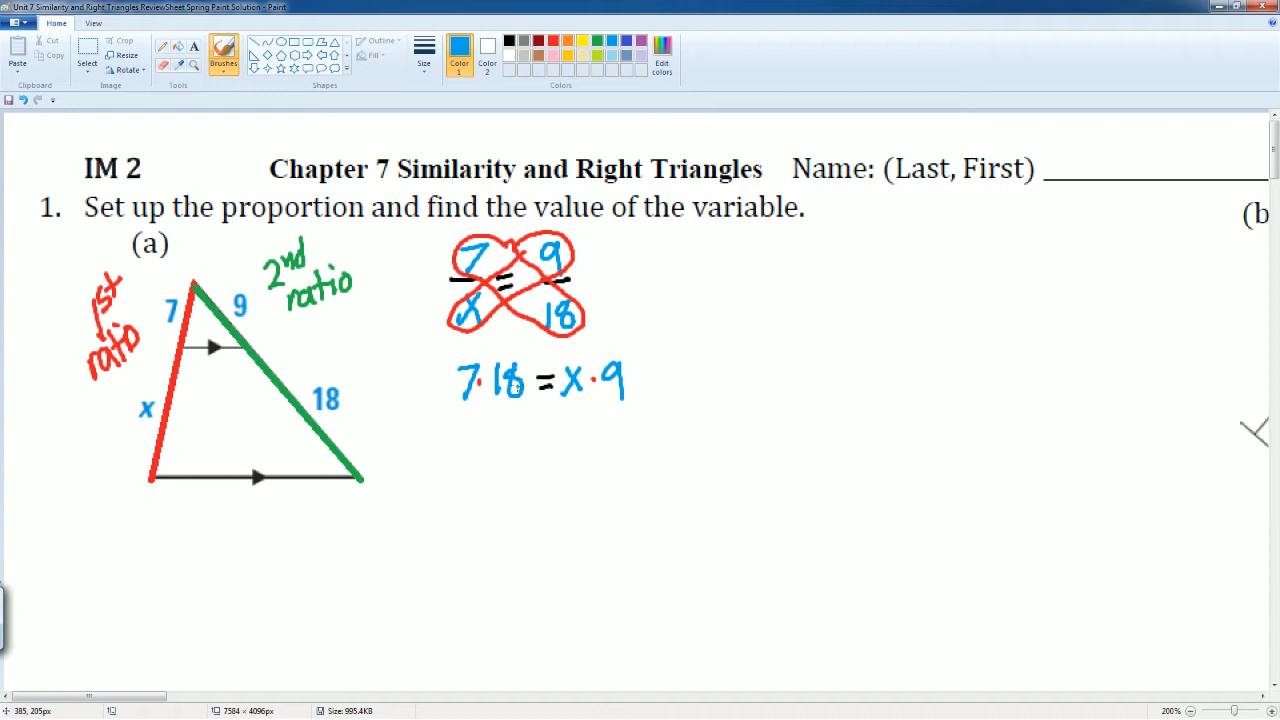 Unit 7 Similarity and Right Triangles ReviewSheet Spring Paint Solution - Paint
Home View
Paste
Cut
Copy
Clipboard
Select
Crop
Resize
Rotate
Image
A
Tools
Brushes
Outline
Fill
Shapes
Size
Color 1
Color 2
Edit colors
Colors
IM 2 Chapter 7 Similarity and Right Triangles Name: (Last, First)
1. Set up the proportion and find the value of the variable.
(a)
(b
1st ratio
2nd ratio
7
9
x
18
7 = 9
x 18
7·18 = x·9
385, 205px
7584 × 4096px
Size: 995.4KB
200%